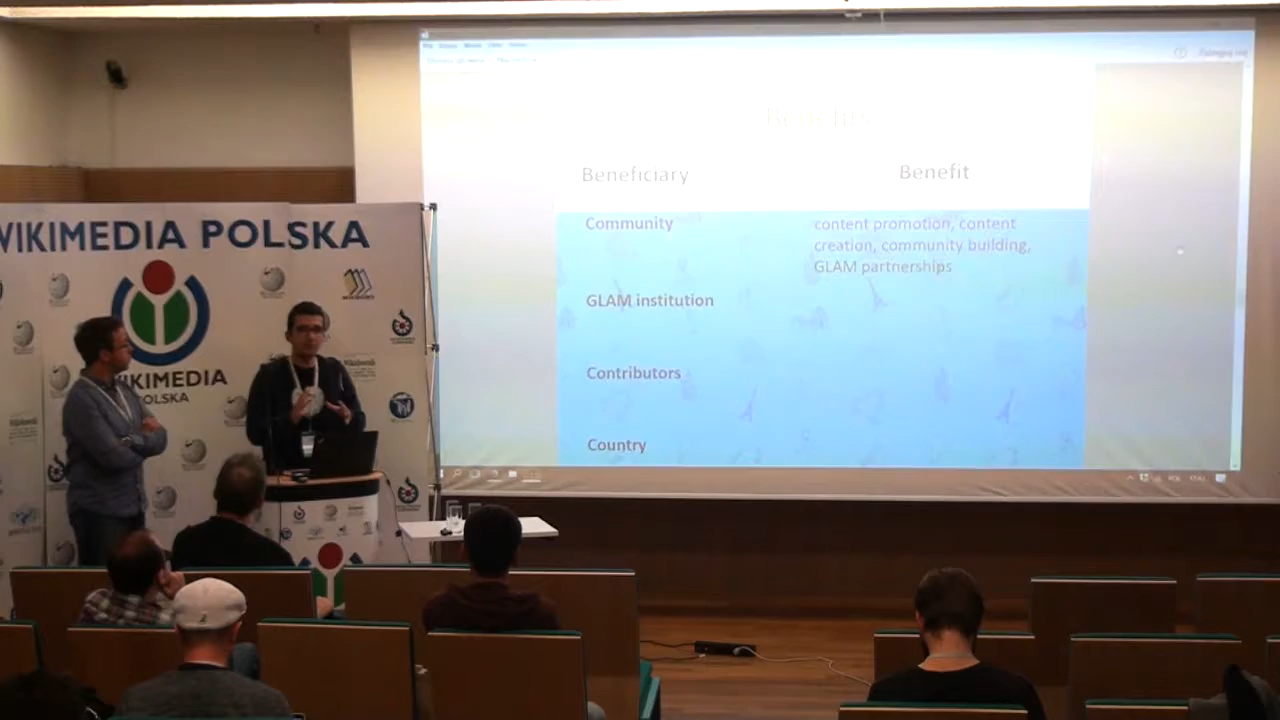 Benefits
Beneficiary
Benefit
Community
content promotion, content
creation, community building,
GLAM partnerships
GLAM institution
Contributors
Country
WIKIMEDIA POLSKA
WIKIMEDIA
POLSKA